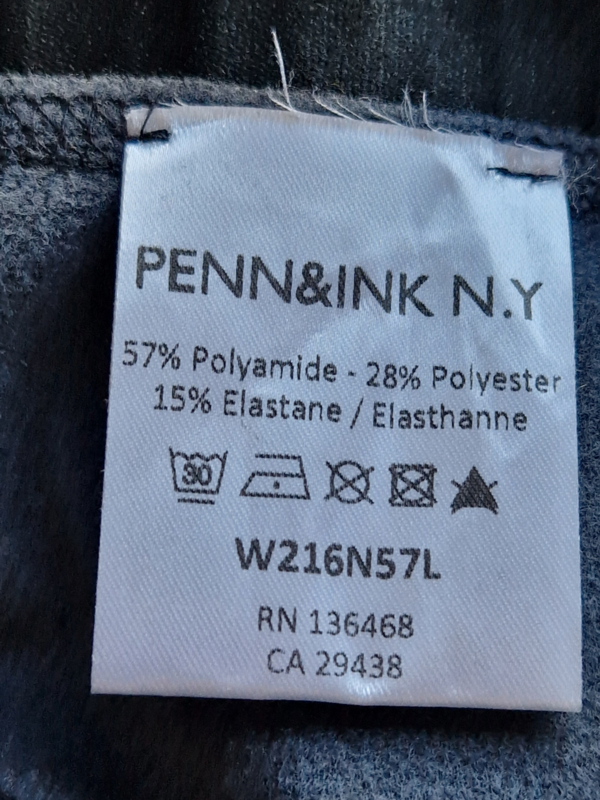 PENN&INK N.Y
57% Polyamide - 28% Polyester
15% Elastane / Elasthanne
30
W216N57L
RN 136468
CA 29438